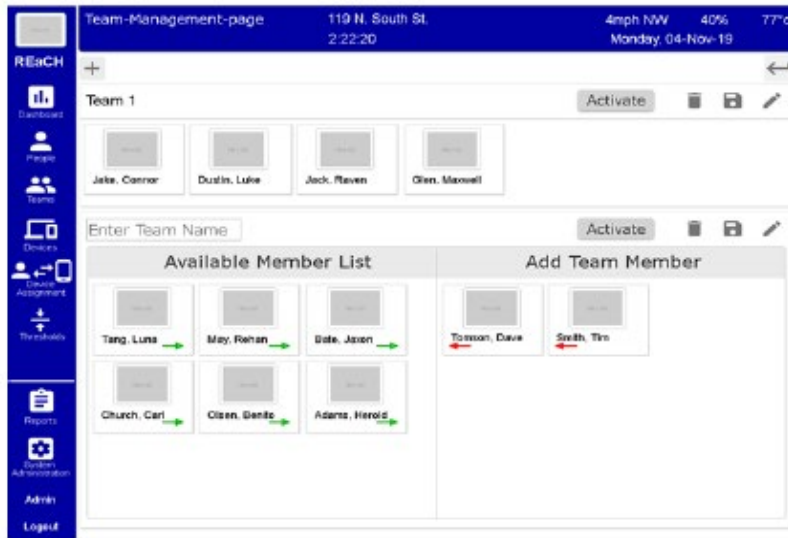 Team-Management-page
119 N. South St.
2:22:20
4mph NW 40% 77°c
Monday, 04-Nov-19
REaCH
Dashboard
People
Teams
Devices
Device
Assignment
Thresholds
Reports
System
Administration
Admin
Logout
+
Team 1
Activate
Jake, Connor
Dustin, Luke
Jack, Raven
Glen, Maxwell
Enter Team Name
Activate
Available Member List
Add Team Member
Tang, Luna
May, Rehan
Bate, Jaxon
Tomson, Dave
Smith, Tim
Church, Carl
Olsen, Benito
Adams, Herold